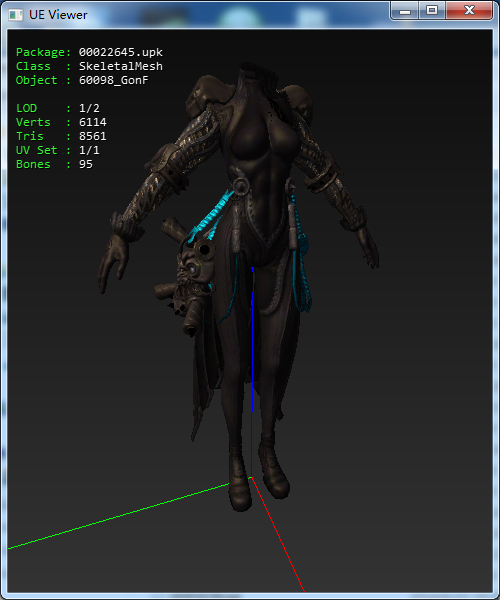 UE Viewer
Package: 00022645.upk
Class : SkeletalMesh
Object : 60098_GonF
LOD : 1/2
Verts : 6114
Tris : 8561
UV Set : 1/1
Bones : 95